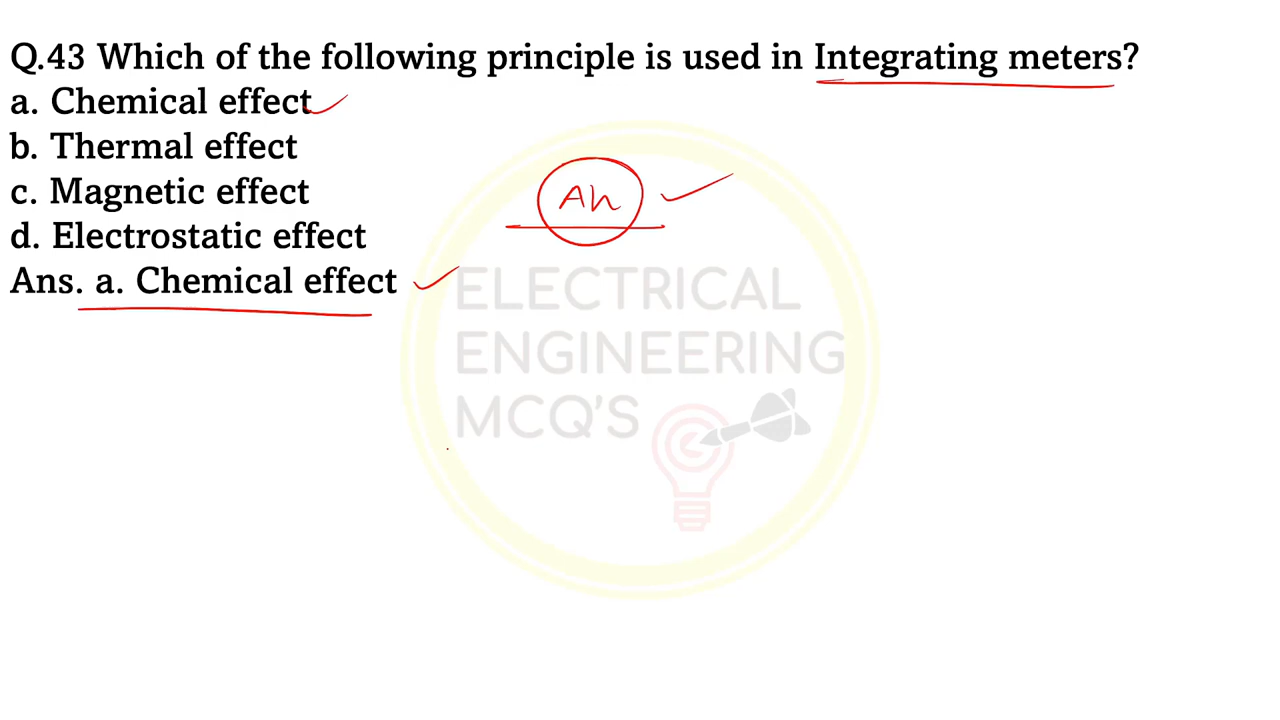 Q.43 Which of the following principle is used in Integrating meters?
a. Chemical effect
b. Thermal effect
c. Magnetic effect
d. Electrostatic effect
Ans. a. Chemical effect
Ah
ELECTRICAL
ENGINEERING
MCQ'S